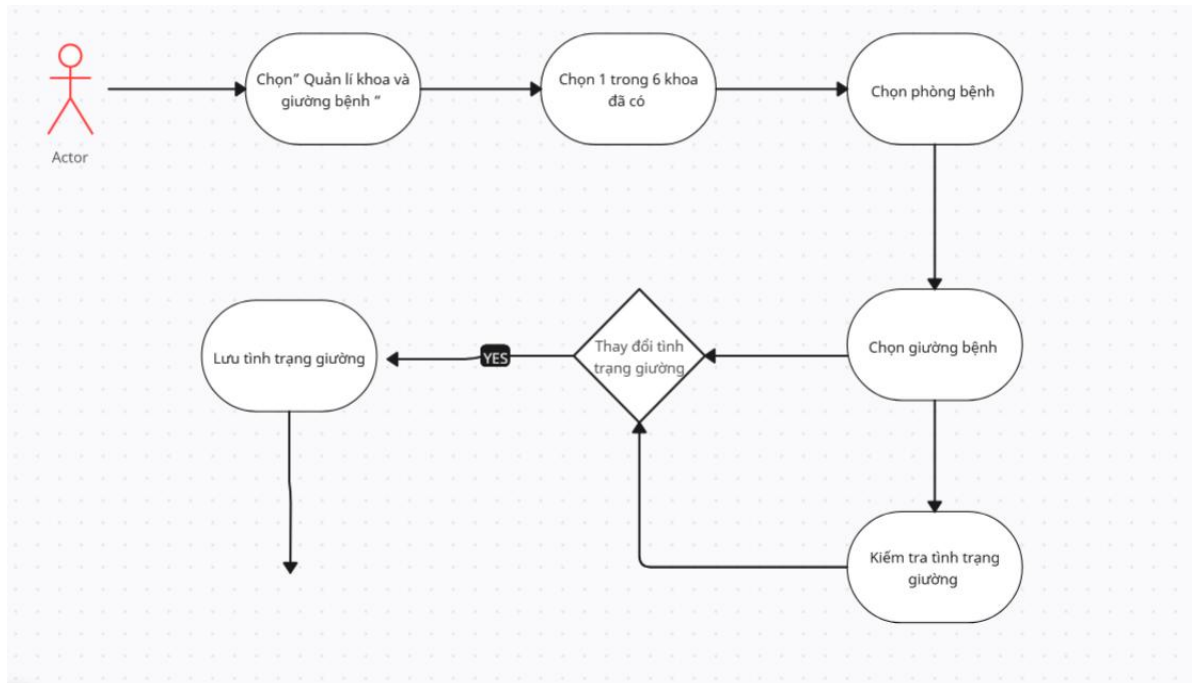 Chọn" Quản lí khoa và
giường bệnh "
Chọn 1 trong 6 khoa
đã có
Chọn phòng bệnh
Actor
Lưu tình trạng giường
YES
Thay đổi tình
trạng giường
Chọn giường bệnh
Kiểm tra tình trạng
giường